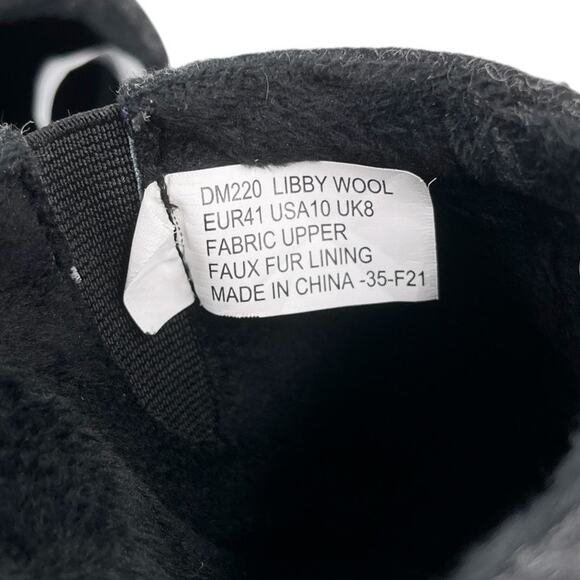 DM220 LIBBY WOOL
EUR41 USA10 UK8
FABRIC UPPER
FAUX FUR LINING
MADE IN CHINA -35-F21